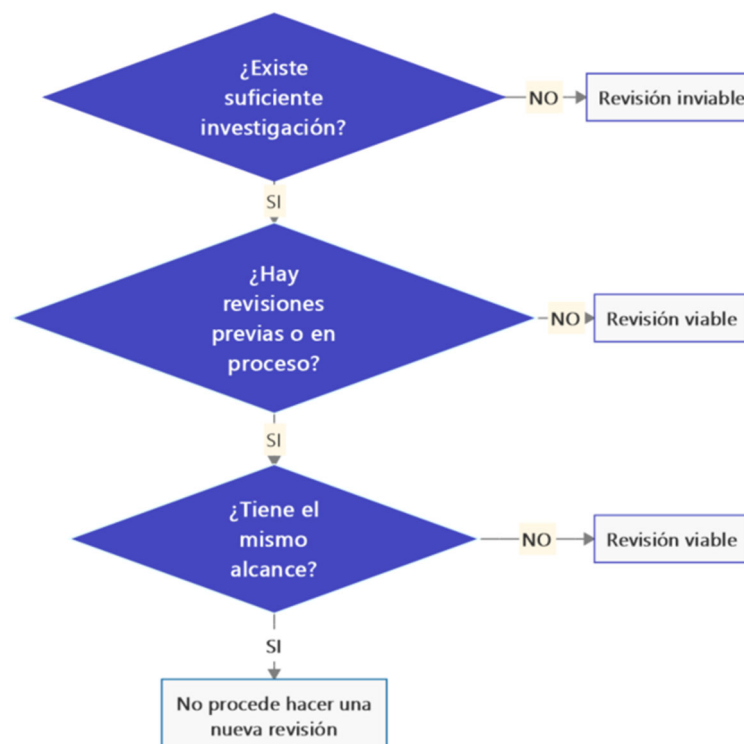 ¿Existe
suficiente
investigación?
NO
Revisión inviable
SI
¿Hay
revisiones
previas o en
proceso?
NO
Revisión viable
SI
¿Tiene el
mismo
alcance?
NO
Revisión viable
SI
No procede hacer una
nueva revisión